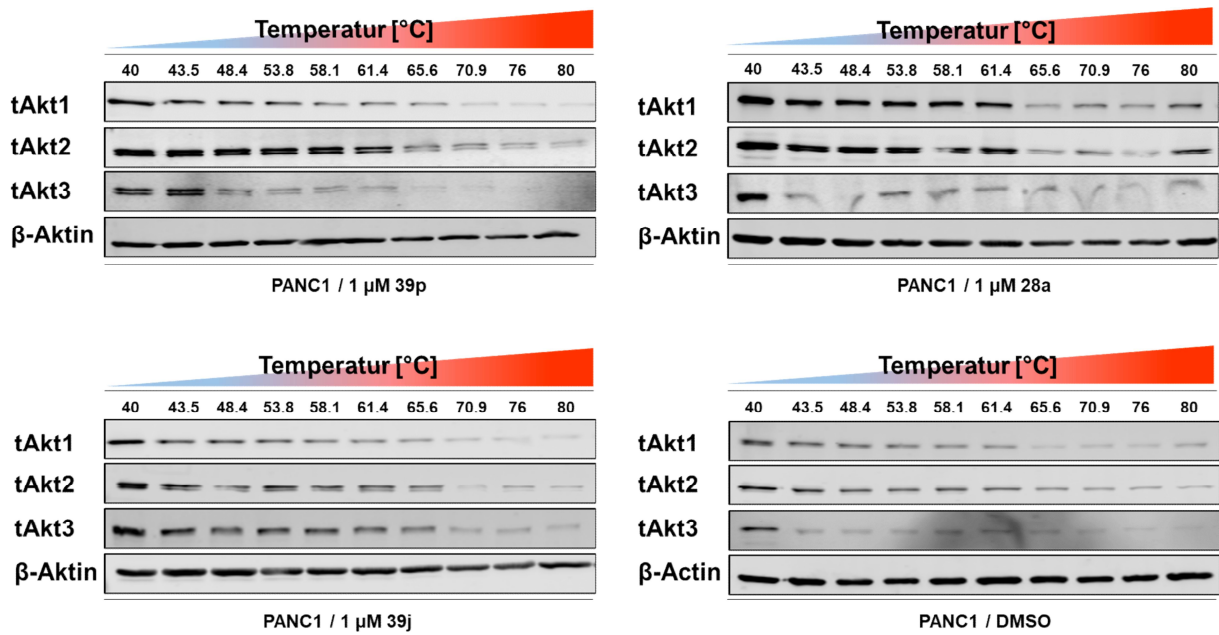 Temperatur [°C]
40 43.5 48.4 53.8 58.1 61.4 65.6 70.9 76 80
tAkt1
tAkt2
tAkt3
β-Aktin
PANC1 / 1 µM 39p
Temperatur [°C]
40 43.5 48.4 53.8 58.1 61.4 65.6 70.9 76 80
tAkt1
tAkt2
tAkt3
β-Aktin
PANC1 / 1 µM 28a
Temperatur [°C]
40 43.5 48.4 53.8 58.1 61.4 65.6 70.9 76 80
tAkt1
tAkt2
tAkt3
β-Aktin
PANC1 / 1 µM 39j
Temperatur [°C]
40 43.5 48.4 53.8 58.1 61.4 65.6 70.9 76 80
tAkt1
tAkt2
tAkt3
β-Actin
PANC1 / DMSO